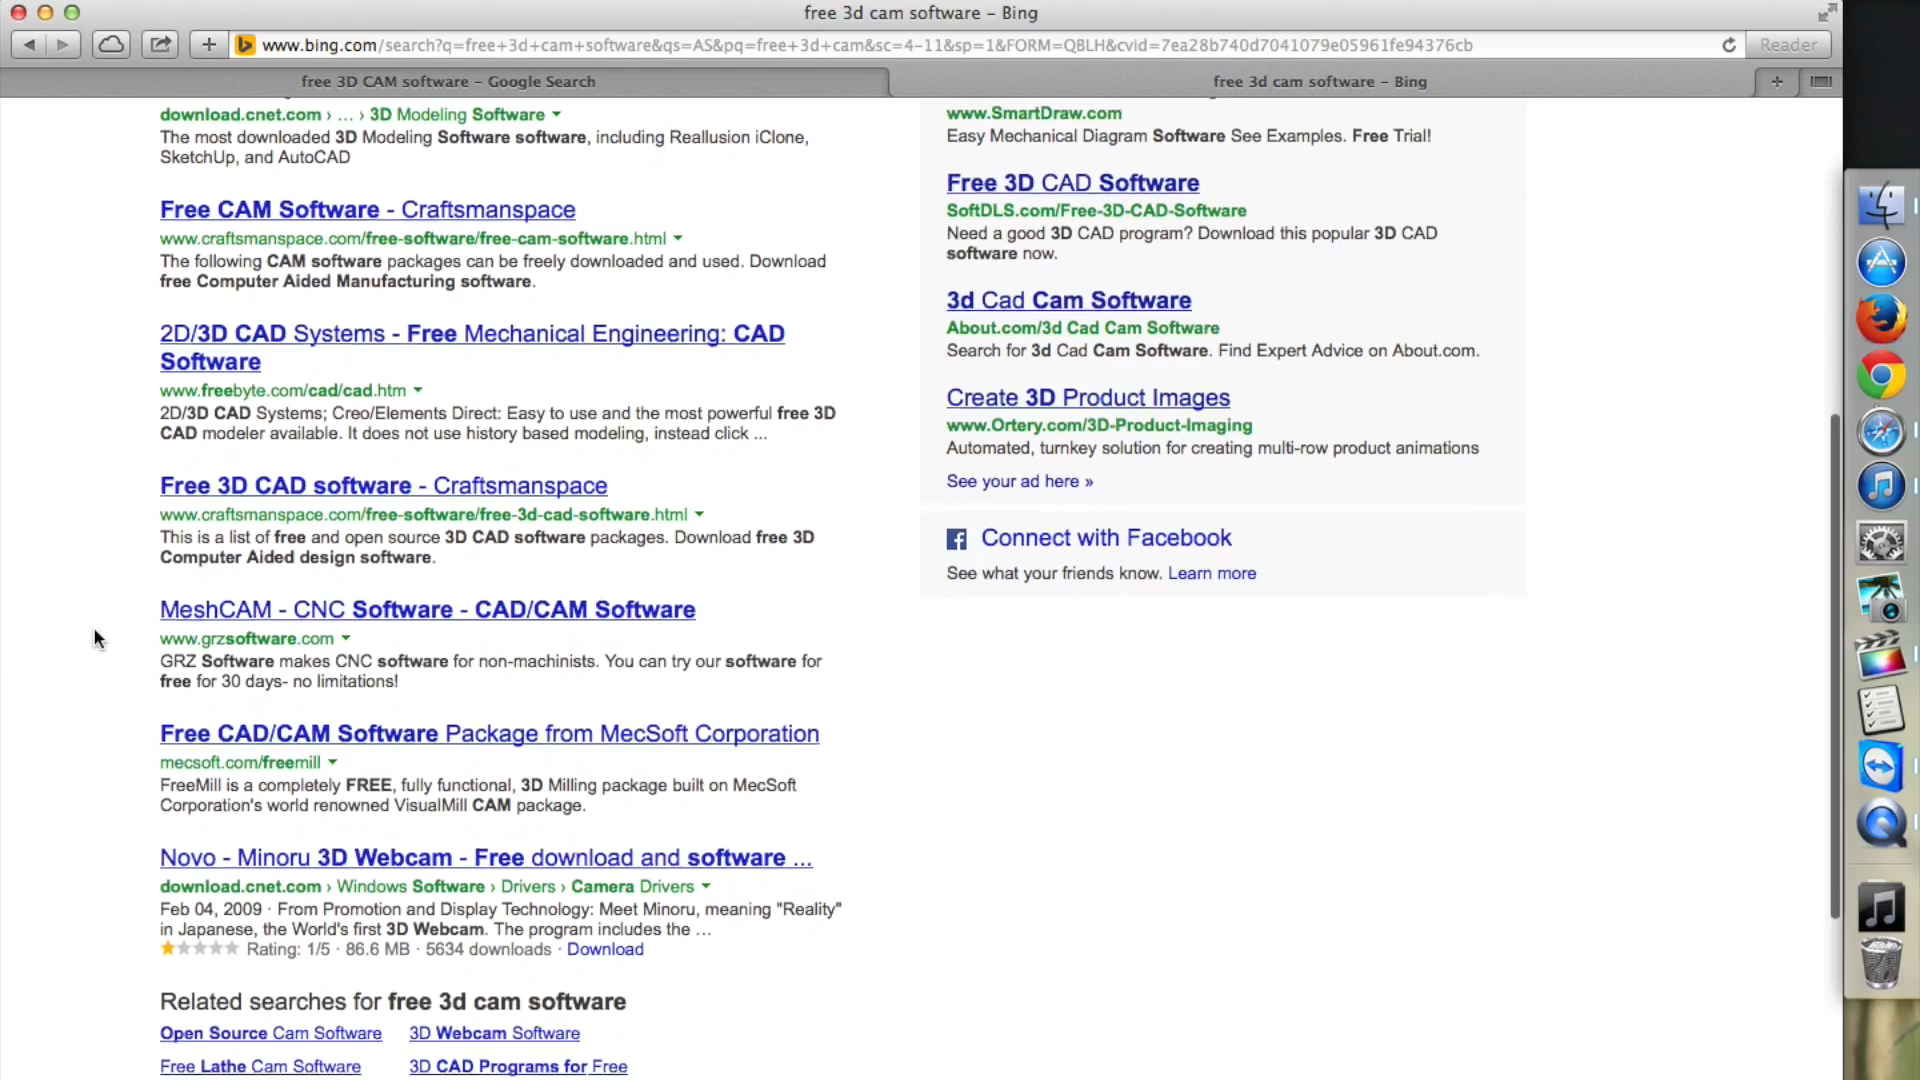 free 3d cam software – Bing
www.bing.com/search?q=free+3d+cam+software&qs=AS&pq=free+3d+cam&sc=4-11&sp=1&FORM=QBLH&cvid=7ea28b740d7041079e05961fe94376cb
Reader
free 3D CAM software – Google Search
free 3d cam software – Bing
download.cnet.com › ... › 3D Modeling Software
The most downloaded 3D Modeling Software software, including Reallusion iClone,
SketchUp, and AutoCAD
Free CAM Software - Craftsmanspace
www.craftsmanspace.com/free-software/free-cam-software.html
The following CAM software packages can be freely downloaded and used. Download
free Computer Aided Manufacturing software.
2D/3D CAD Systems - Free Mechanical Engineering: CAD
Software
www.freebyte.com/cad/cad.htm
2D/3D CAD Systems; Creo/Elements Direct: Easy to use and the most powerful free 3D
CAD modeler available. It does not use history based modeling, instead click ...
Free 3D CAD software - Craftsmanspace
www.craftsmanspace.com/free-software/free-3d-cad-software.html
This is a list of free and open source 3D CAD software packages. Download free 3D
Computer Aided design software.
MeshCAM - CNC Software - CAD/CAM Software
www.grzsoftware.com
GRZ Software makes CNC software for non-machinists. You can try our software for
free for 30 days- no limitations!
Free CAD/CAM Software Package from MecSoft Corporation
mecsoft.com/freemill
FreeMill is a completely FREE, fully functional, 3D Milling package built on MecSoft
Corporation's world renowned VisualMill CAM package.
Novo - Minoru 3D Webcam - Free download and software ...
download.cnet.com › Windows Software › Drivers › Camera Drivers
Feb 04, 2009 · From Promotion and Display Technology: Meet Minoru, meaning "Reality"
in Japanese, the World's first 3D Webcam. The program includes the ...
Rating: 1/5 · 86.6 MB · 5634 downloads · Download
Related searches for free 3d cam software
Open Source Cam Software
3D Webcam Software
Free Lathe Cam Software
3D CAD Programs for Free
www.SmartDraw.com
Easy Mechanical Diagram Software See Examples. Free Trial!
Free 3D CAD Software
SoftDLS.com/Free-3D-CAD-Software
Need a good 3D CAD program? Download this popular 3D CAD
software now.
3d Cad Cam Software
About.com/3d Cad Cam Software
Search for 3d Cad Cam Software. Find Expert Advice on About.com.
Create 3D Product Images
www.Ortery.com/3D-Product-Imaging
Automated, turnkey solution for creating multi-row product animations
See your ad here »
Connect with Facebook
See what your friends know. Learn more